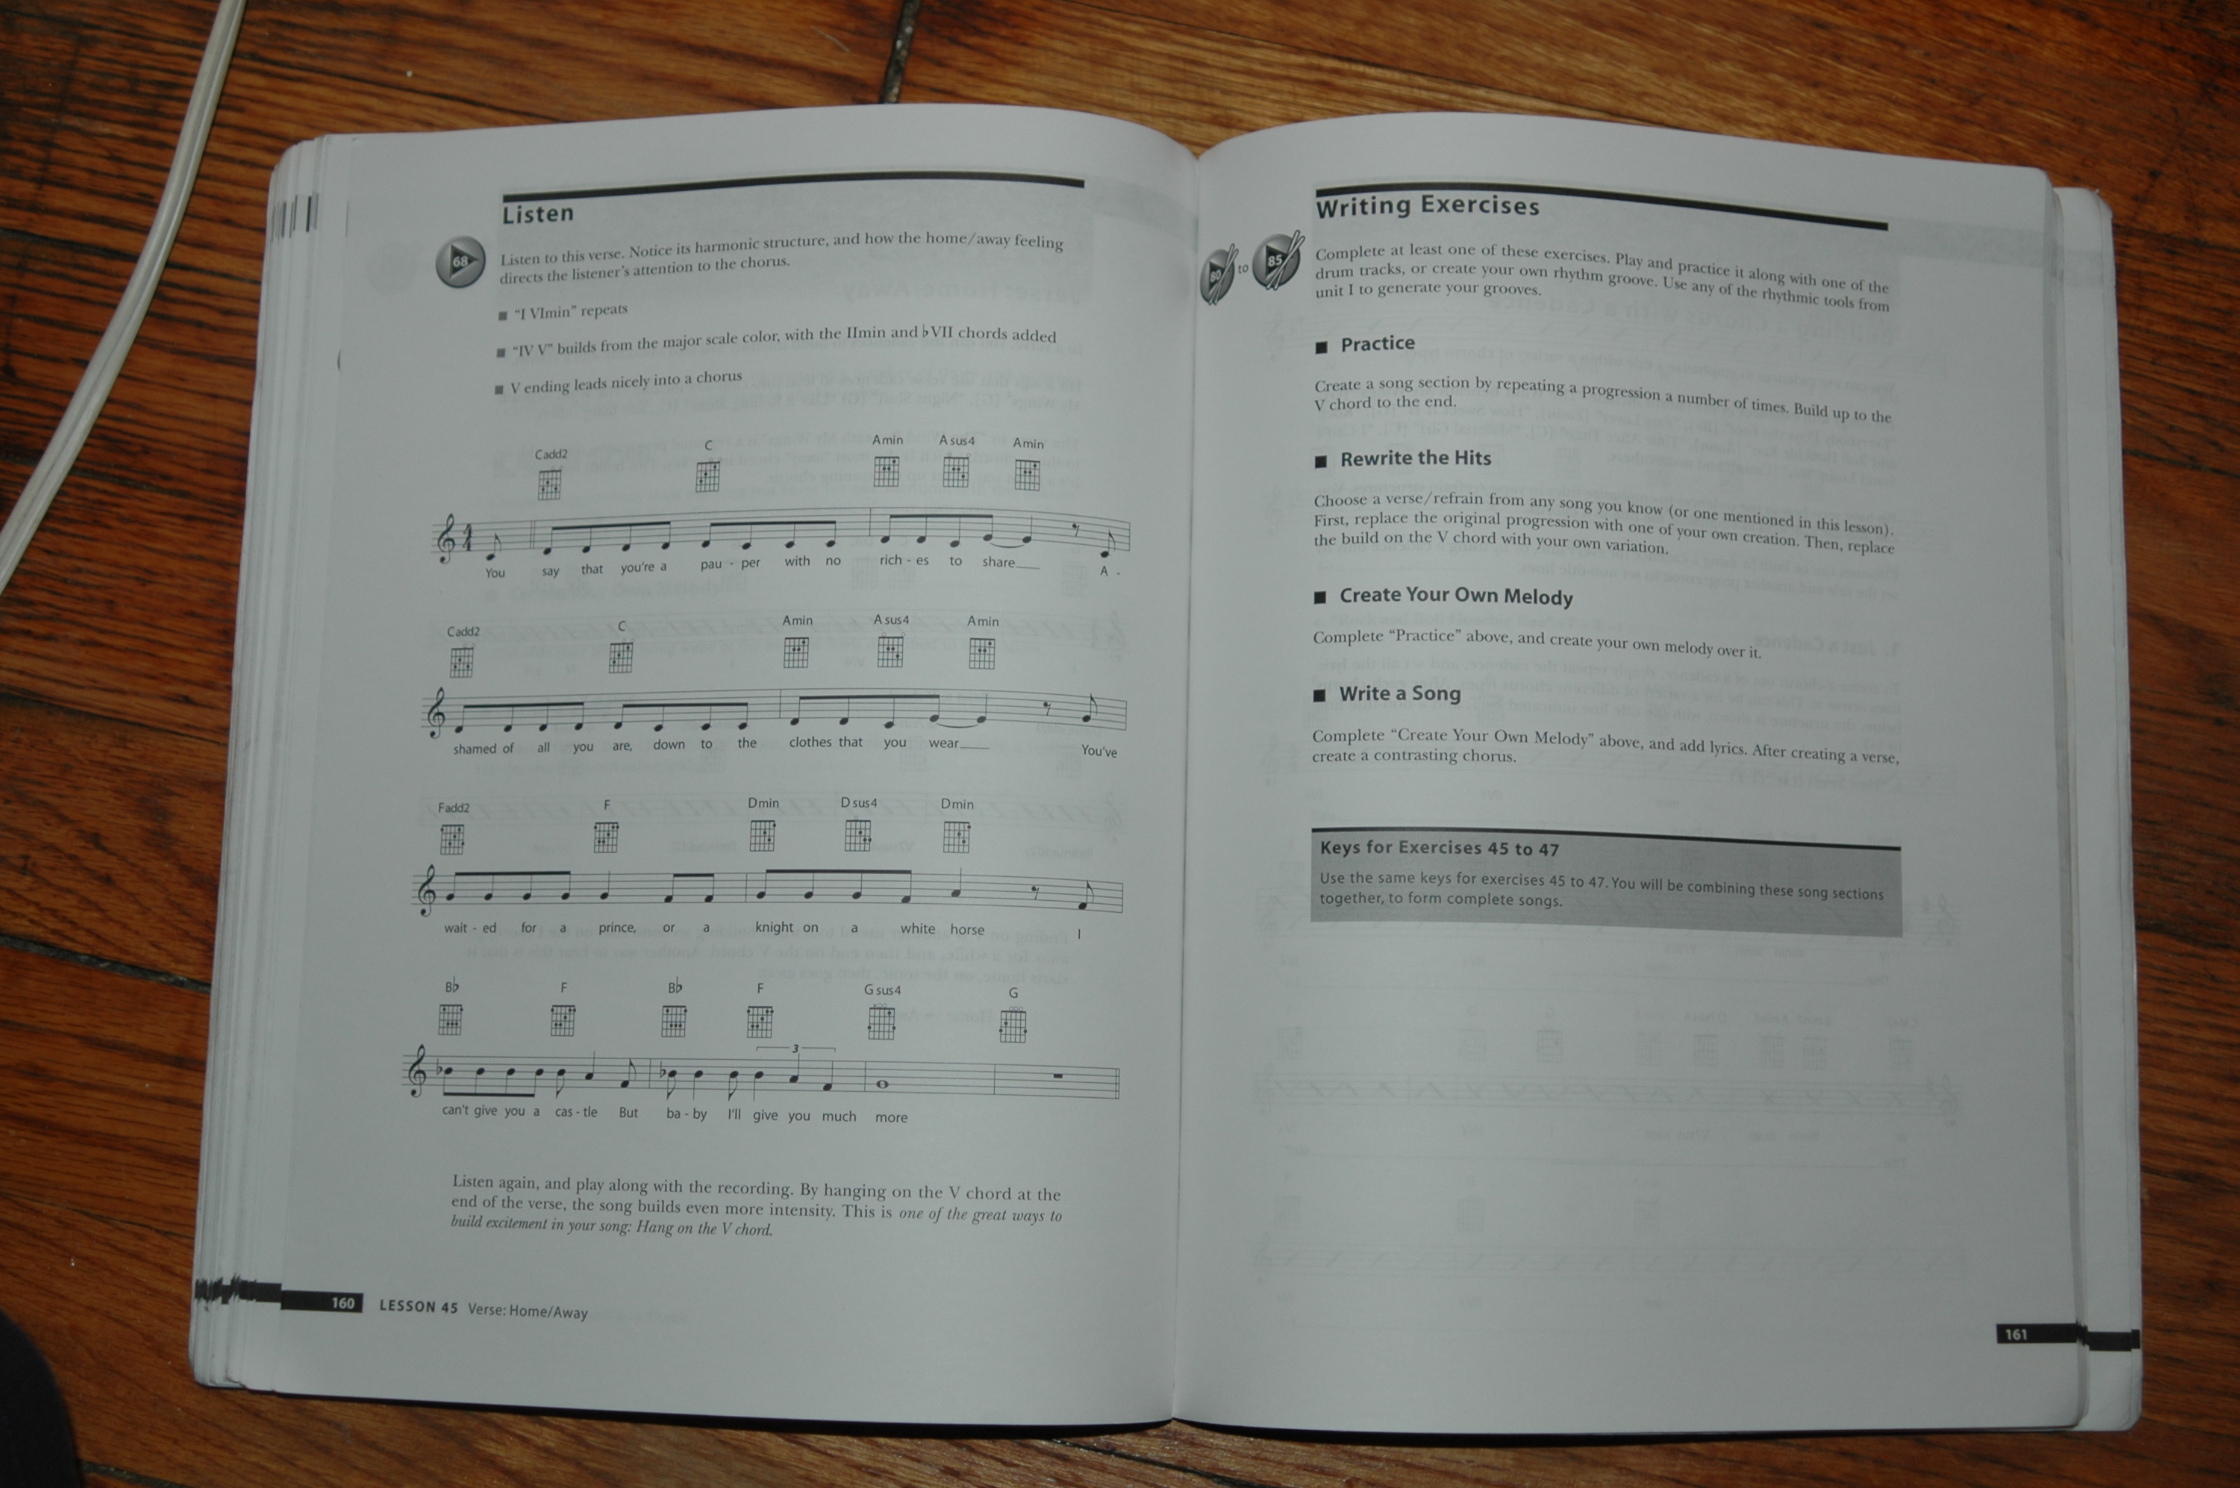 Listen
68
Listen to this verse. Notice its harmonic structure, and how the home/away feeling
directs the listener's attention to the chorus.
■ "I VImin" repeats
■ "IV V" builds from the major scale color, with the IImin and ♭VII chords added
■ V ending leads nicely into a chorus
Cadd2 C Amin Asus4 Amin
You say that you're a pau - per with no rich - es to share___ A -
Cadd2 C Amin Asus4 Amin
shamed of all you are, down to the clothes that you wear___ You've
Fadd2 F Dmin Dsus4 Dmin
wait - ed for a prince, or a knight on a white horse I
B♭ F B♭ F Gsus4 G
3
can't give you a cas - tle But ba - by I'll give you much more
Listen again, and play along with the recording. By hanging on the V chord at the
end of the verse, the song builds even more intensity. This is one of the great ways to
build excitement in your song: Hang on the V chord.
160 LESSON 45 Verse: Home/Away
Writing Exercises
80 to 85
Complete at least one of these exercises. Play and practice it along with one of the
drum tracks, or create your own rhythm groove. Use any of the rhythmic tools from
unit I to generate your grooves.
■ Practice
Create a song section by repeating a progression a number of times. Build up to the
V chord to the end.
■ Rewrite the Hits
Choose a verse/refrain from any song you know (or one mentioned in this lesson).
First, replace the original progression with one of your own creation. Then, replace
the build on the V chord with your own variation.
■ Create Your Own Melody
Complete "Practice" above, and create your own melody over it.
■ Write a Song
Complete "Create Your Own Melody" above, and add lyrics. After creating a verse,
create a contrasting chorus.
Keys for Exercises 45 to 47
Use the same keys for exercises 45 to 47. You will be combining these song sections
together, to form complete songs.
161